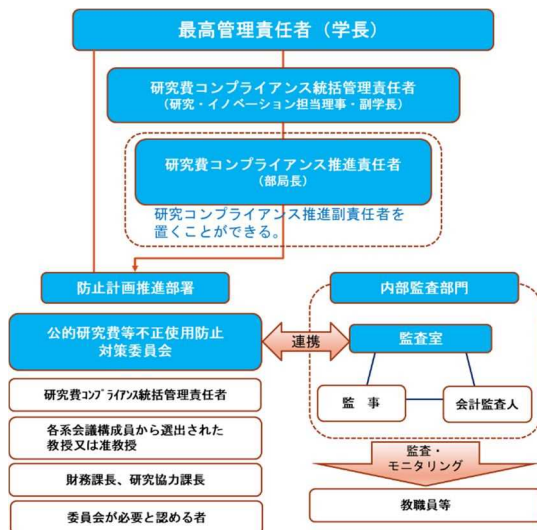 最高管理責任者（学長）
研究費コンプライアンス統括管理責任者
（研究・イノベーション担当理事・副学長）
研究費コンプライアンス推進責任者
（部局長）
研究コンプライアンス推進副責任者を
置くことができる。
防止計画推進部署
公的研究費等不正使用防止
対策委員会
研究費ｺﾝﾌﾟﾗｲｱﾝｽ統括管理責任者
各系会議構成員から選出された
教授又は准教授
財務課長、研究協力課長
委員会が必要と認める者
連携
内部監査部門
監査室
監　事
会計監査人
監査・
モニタリング
教職員等